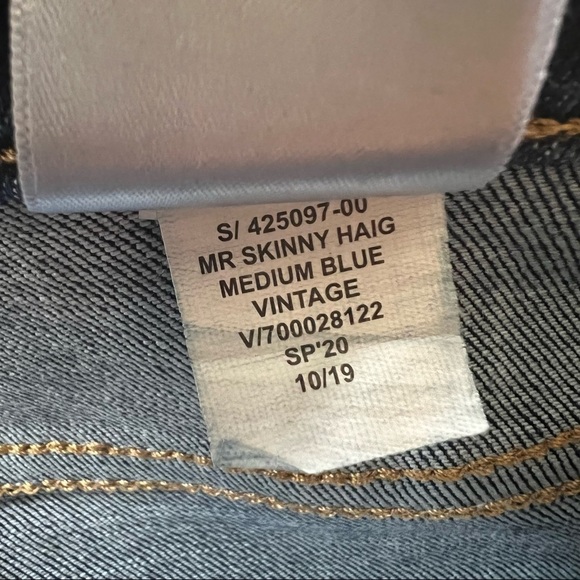 S/ 425097-00
MR SKINNY HAIG
MEDIUM BLUE
VINTAGE
V/700028122
SP'20
10/19